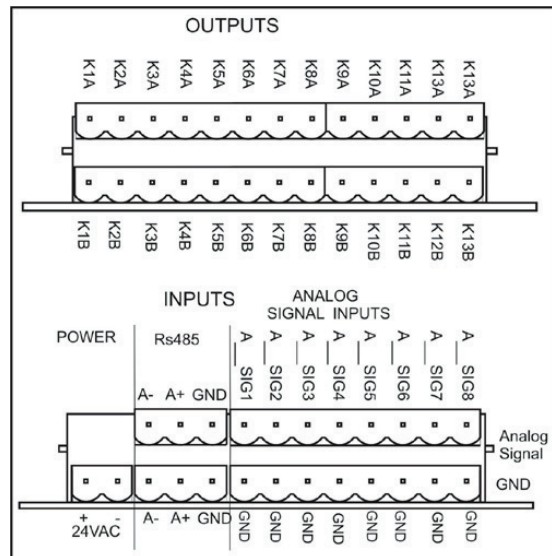 OUTPUTS
K1A K2A K3A K4A K5A K6A K7A K8A K9A K10A K11A K13A K13A
K1B K2B K3B K4B K5B K6B K7B K8B K9B K10B K11B K12B K13B
INPUTS
ANALOG
SIGNAL INPUTS
POWER
Rs485
A A A A A A A A
SIG1 SIG2 SIG3 SIG4 SIG5 SIG6 SIG7 SIG8
A- A+ GND
Analog
Signal
GND
+ -
24VAC
A- A+ GND
GND GND GND GND GND GND GND GND